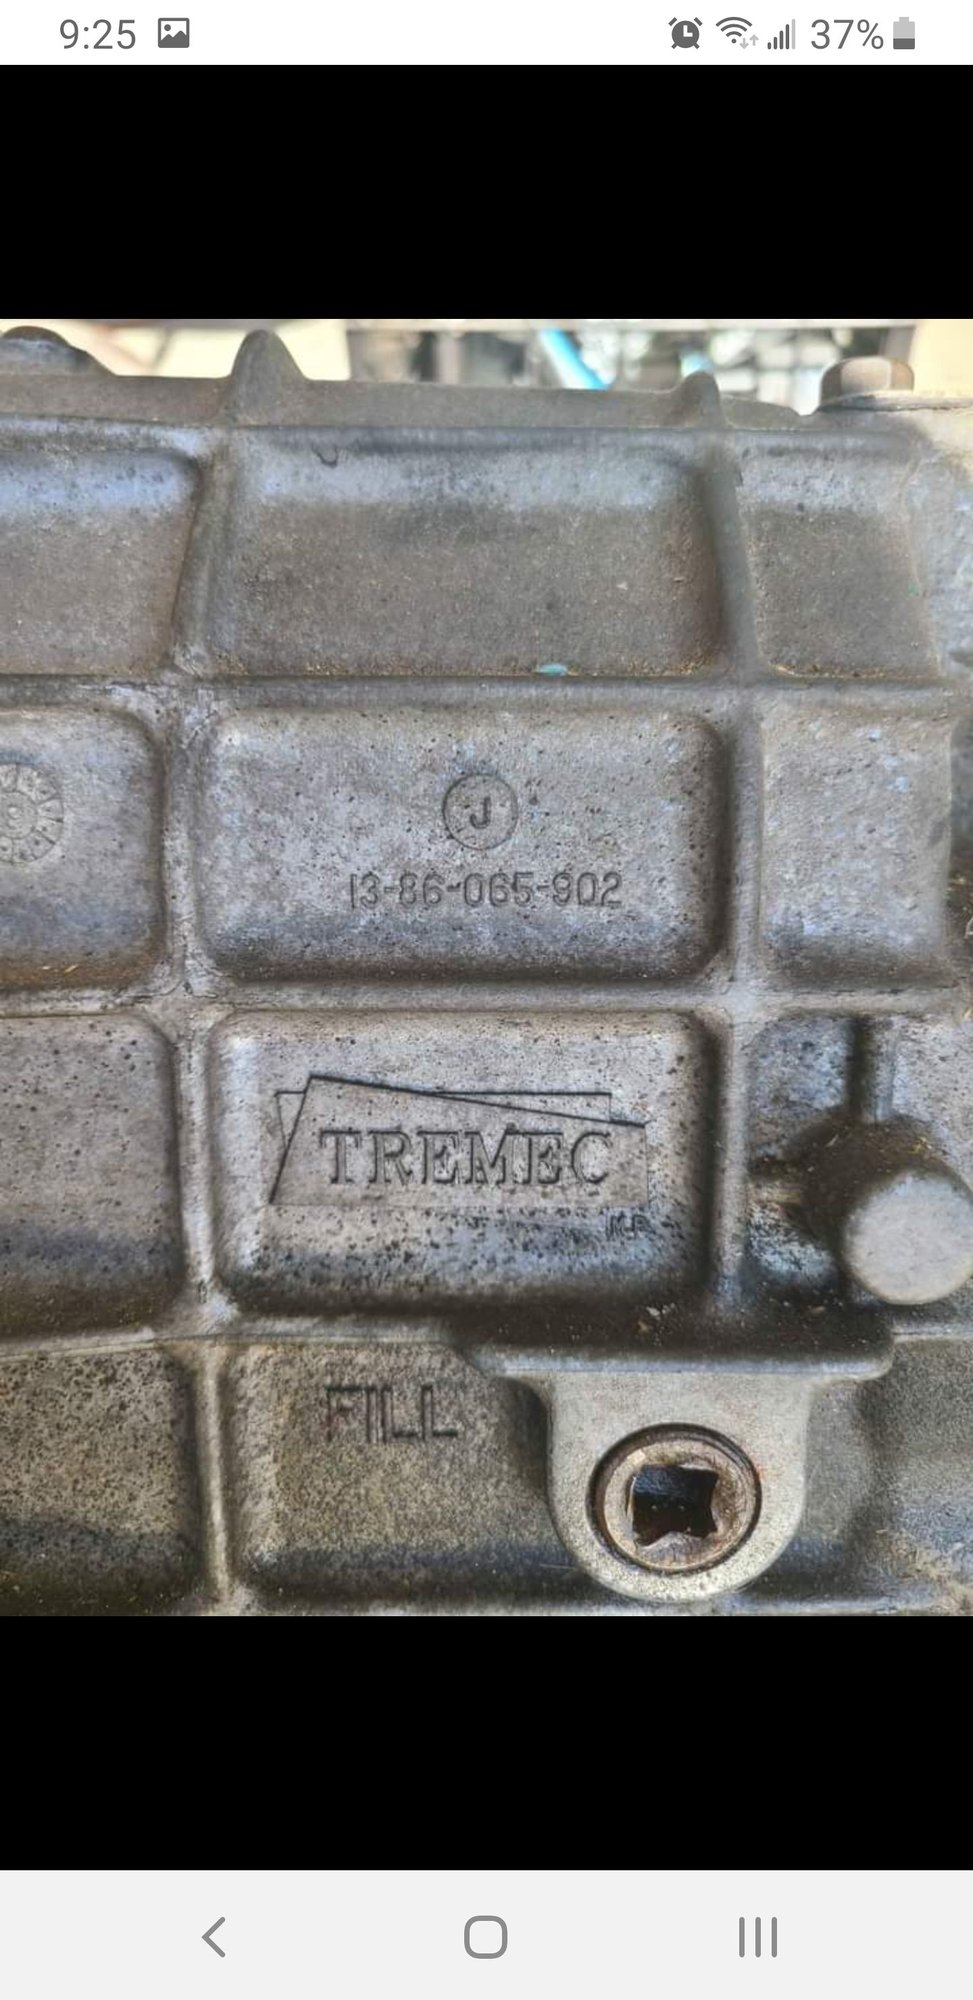 9:25
37%
J
13-86-065-902
TREMEC
M.R.
FILL